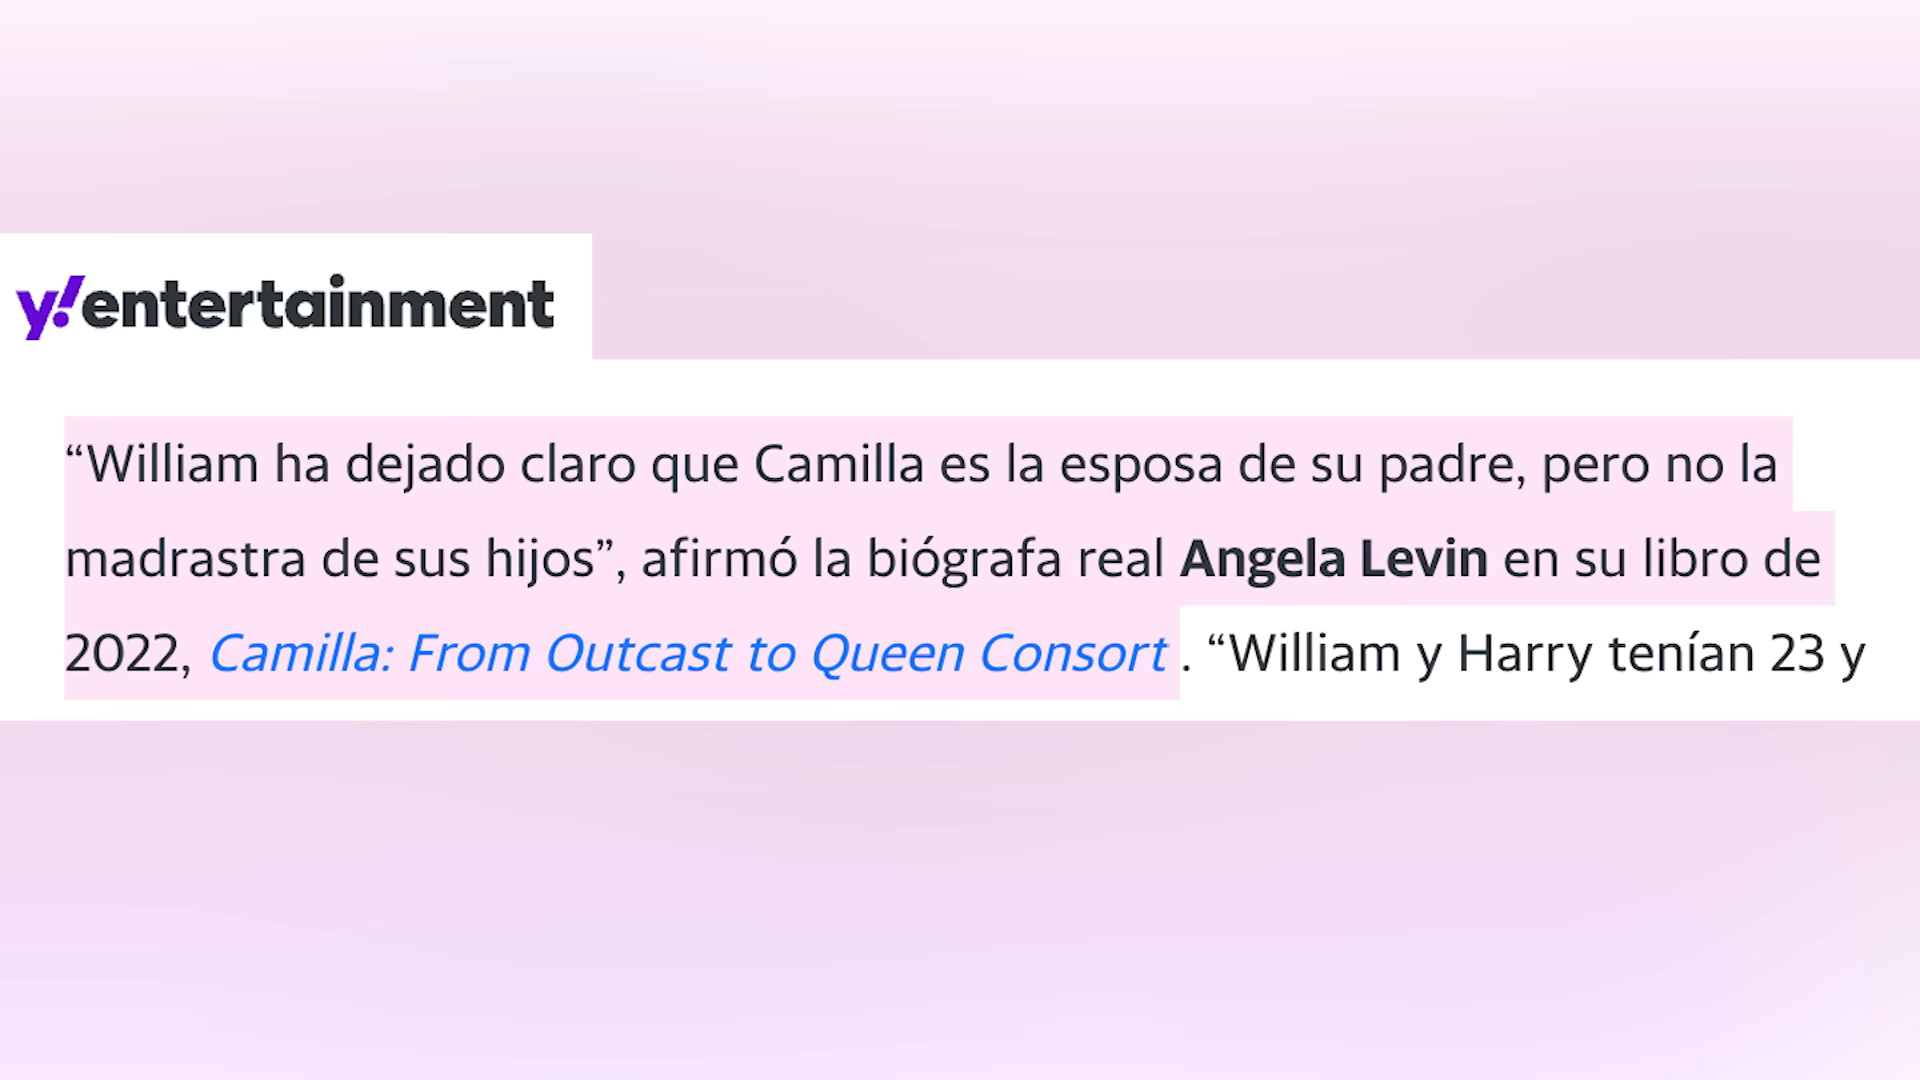 y!entertainment
“William ha dejado claro que Camilla es la esposa de su padre, pero no la
madrastra de sus hijos”, afirmó la biógrafa real Angela Levin en su libro de
2022, Camilla: From Outcast to Queen Consort . “William y Harry tenían 23 y